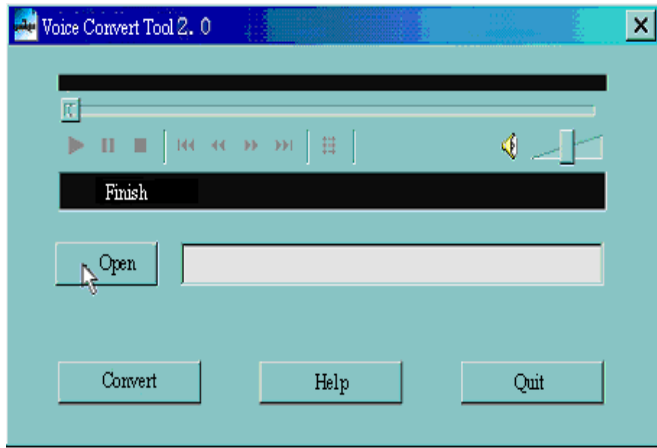 Voice Convert Tool 2.0
Finish
Open
Convert
Help
Quit